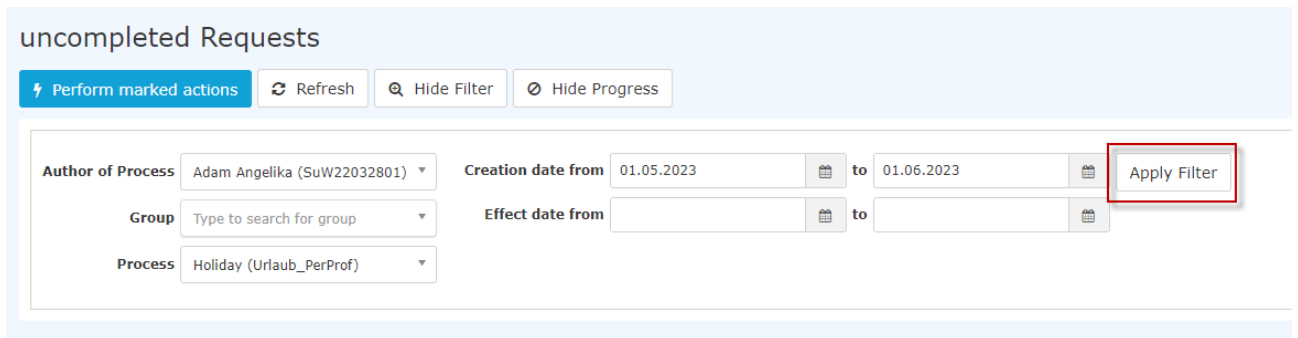 uncompleted Requests
Perform marked actions Refresh Hide Filter Hide Progress
Author of Process Adam Angelika (SuW22032801) Creation date from 01.05.2023 to 01.06.2023 Apply Filter
Group Type to search for group Effect date from to
Process Holiday (Urlaub_PerProf)